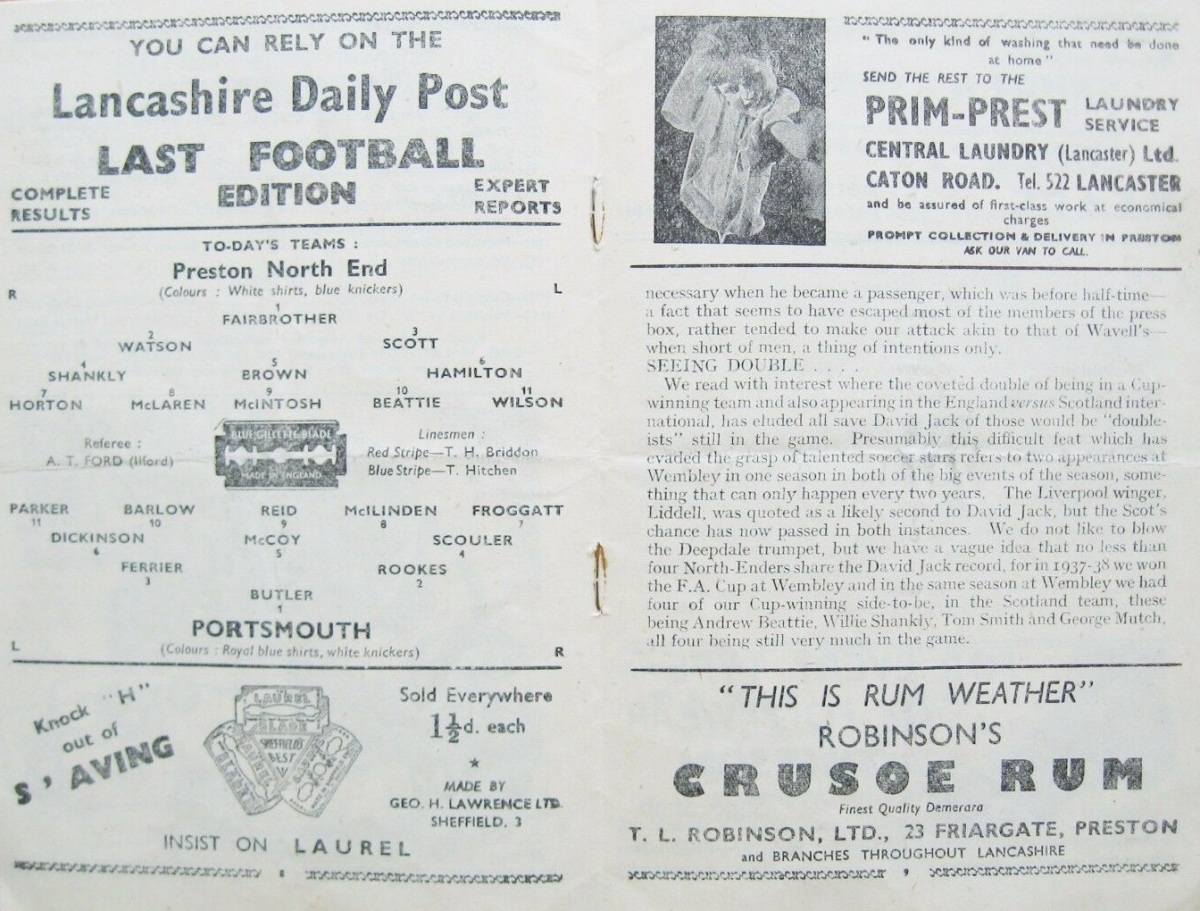 YOU CAN RELY ON THE
Lancashire Daily Post
LAST FOOTBALL
COMPLETE RESULTS EDITION EXPERT REPORTS
TO-DAY'S TEAMS :
Preston North End
R (Colours : White shirts, blue knickers) L
1
FAIRBROTHER
2 3
WATSON SCOTT
4 5 6
SHANKLY BROWN HAMILTON
7 8 9 10 11
HORTON McLAREN McINTOSH BEATTIE WILSON
Referee :
A. T. FORD (Ilford)
BLUE GILLETTE BLADE
MADE IN ENGLAND
Linesmen :
Red Stripe—T. H. Briddon
Blue Stripe—T. Hitchen
PARKER BARLOW REID McILINDEN FROGGATT
11 10 9 8 7
DICKINSON McCOY SCOULER
6 5 4
FERRIER ROOKES
3 2
BUTLER
1
PORTSMOUTH
L (Colours : Royal blue shirts, white knickers) R
Knock "H"
out of
S'AVING
LAUREL
BLADE
SHEFFIELD'S
BEST
Sold Everywhere
1½d. each
MADE BY
GEO. H. LAWRENCE LTD.
SHEFFIELD, 3
INSIST ON LAUREL
8
"The only kind of washing that need be done
at home"
SEND THE REST TO THE
PRIM-PREST LAUNDRY SERVICE
CENTRAL LAUNDRY (Lancaster) Ltd.
CATON ROAD. Tel. 522 LANCASTER
and be assured of first-class work at economical
charges
PROMPT COLLECTION & DELIVERY IN PRESTON
ASK OUR VAN TO CALL.
necessary when he became a passenger, which was before half-time—
a fact that seems to have escaped most of the members of the press
box, rather tended to make our attack akin to that of Wavell's—
when short of men, a thing of intentions only.
SEEING DOUBLE . . . .
We read with interest where the coveted double of being in a Cup-
winning team and also appearing in the England versus Scotland inter-
national, has eluded all save David Jack of those would be "double-
ists" still in the game. Presumably this difficult feat which has
evaded the grasp of talented soccer stars refers to two appearances at
Wembley in one season in both of the big events of the season, some-
thing that can only happen every two years. The Liverpool winger,
Liddell, was quoted as a likely second to David Jack, but the Scot's
chance has now passed in both instances. We do not like to blow
the Deepdale trumpet, but we have a vague idea that no less than
four North-Enders share the David Jack record, for in 1937-38 we won
the F.A. Cup at Wembley and in the same season at Wembley we had
four of our Cup-winning side-to-be, in the Scotland team, these
being Andrew Beattie, Willie Shankly, Tom Smith and George Mutch,
all four being still very much in the game.
"THIS IS RUM WEATHER"
ROBINSON'S
CRUSOE RUM
Finest Quality Demerara
T. L. ROBINSON, LTD., 23 FRIARGATE, PRESTON
and BRANCHES THROUGHOUT LANCASHIRE
9